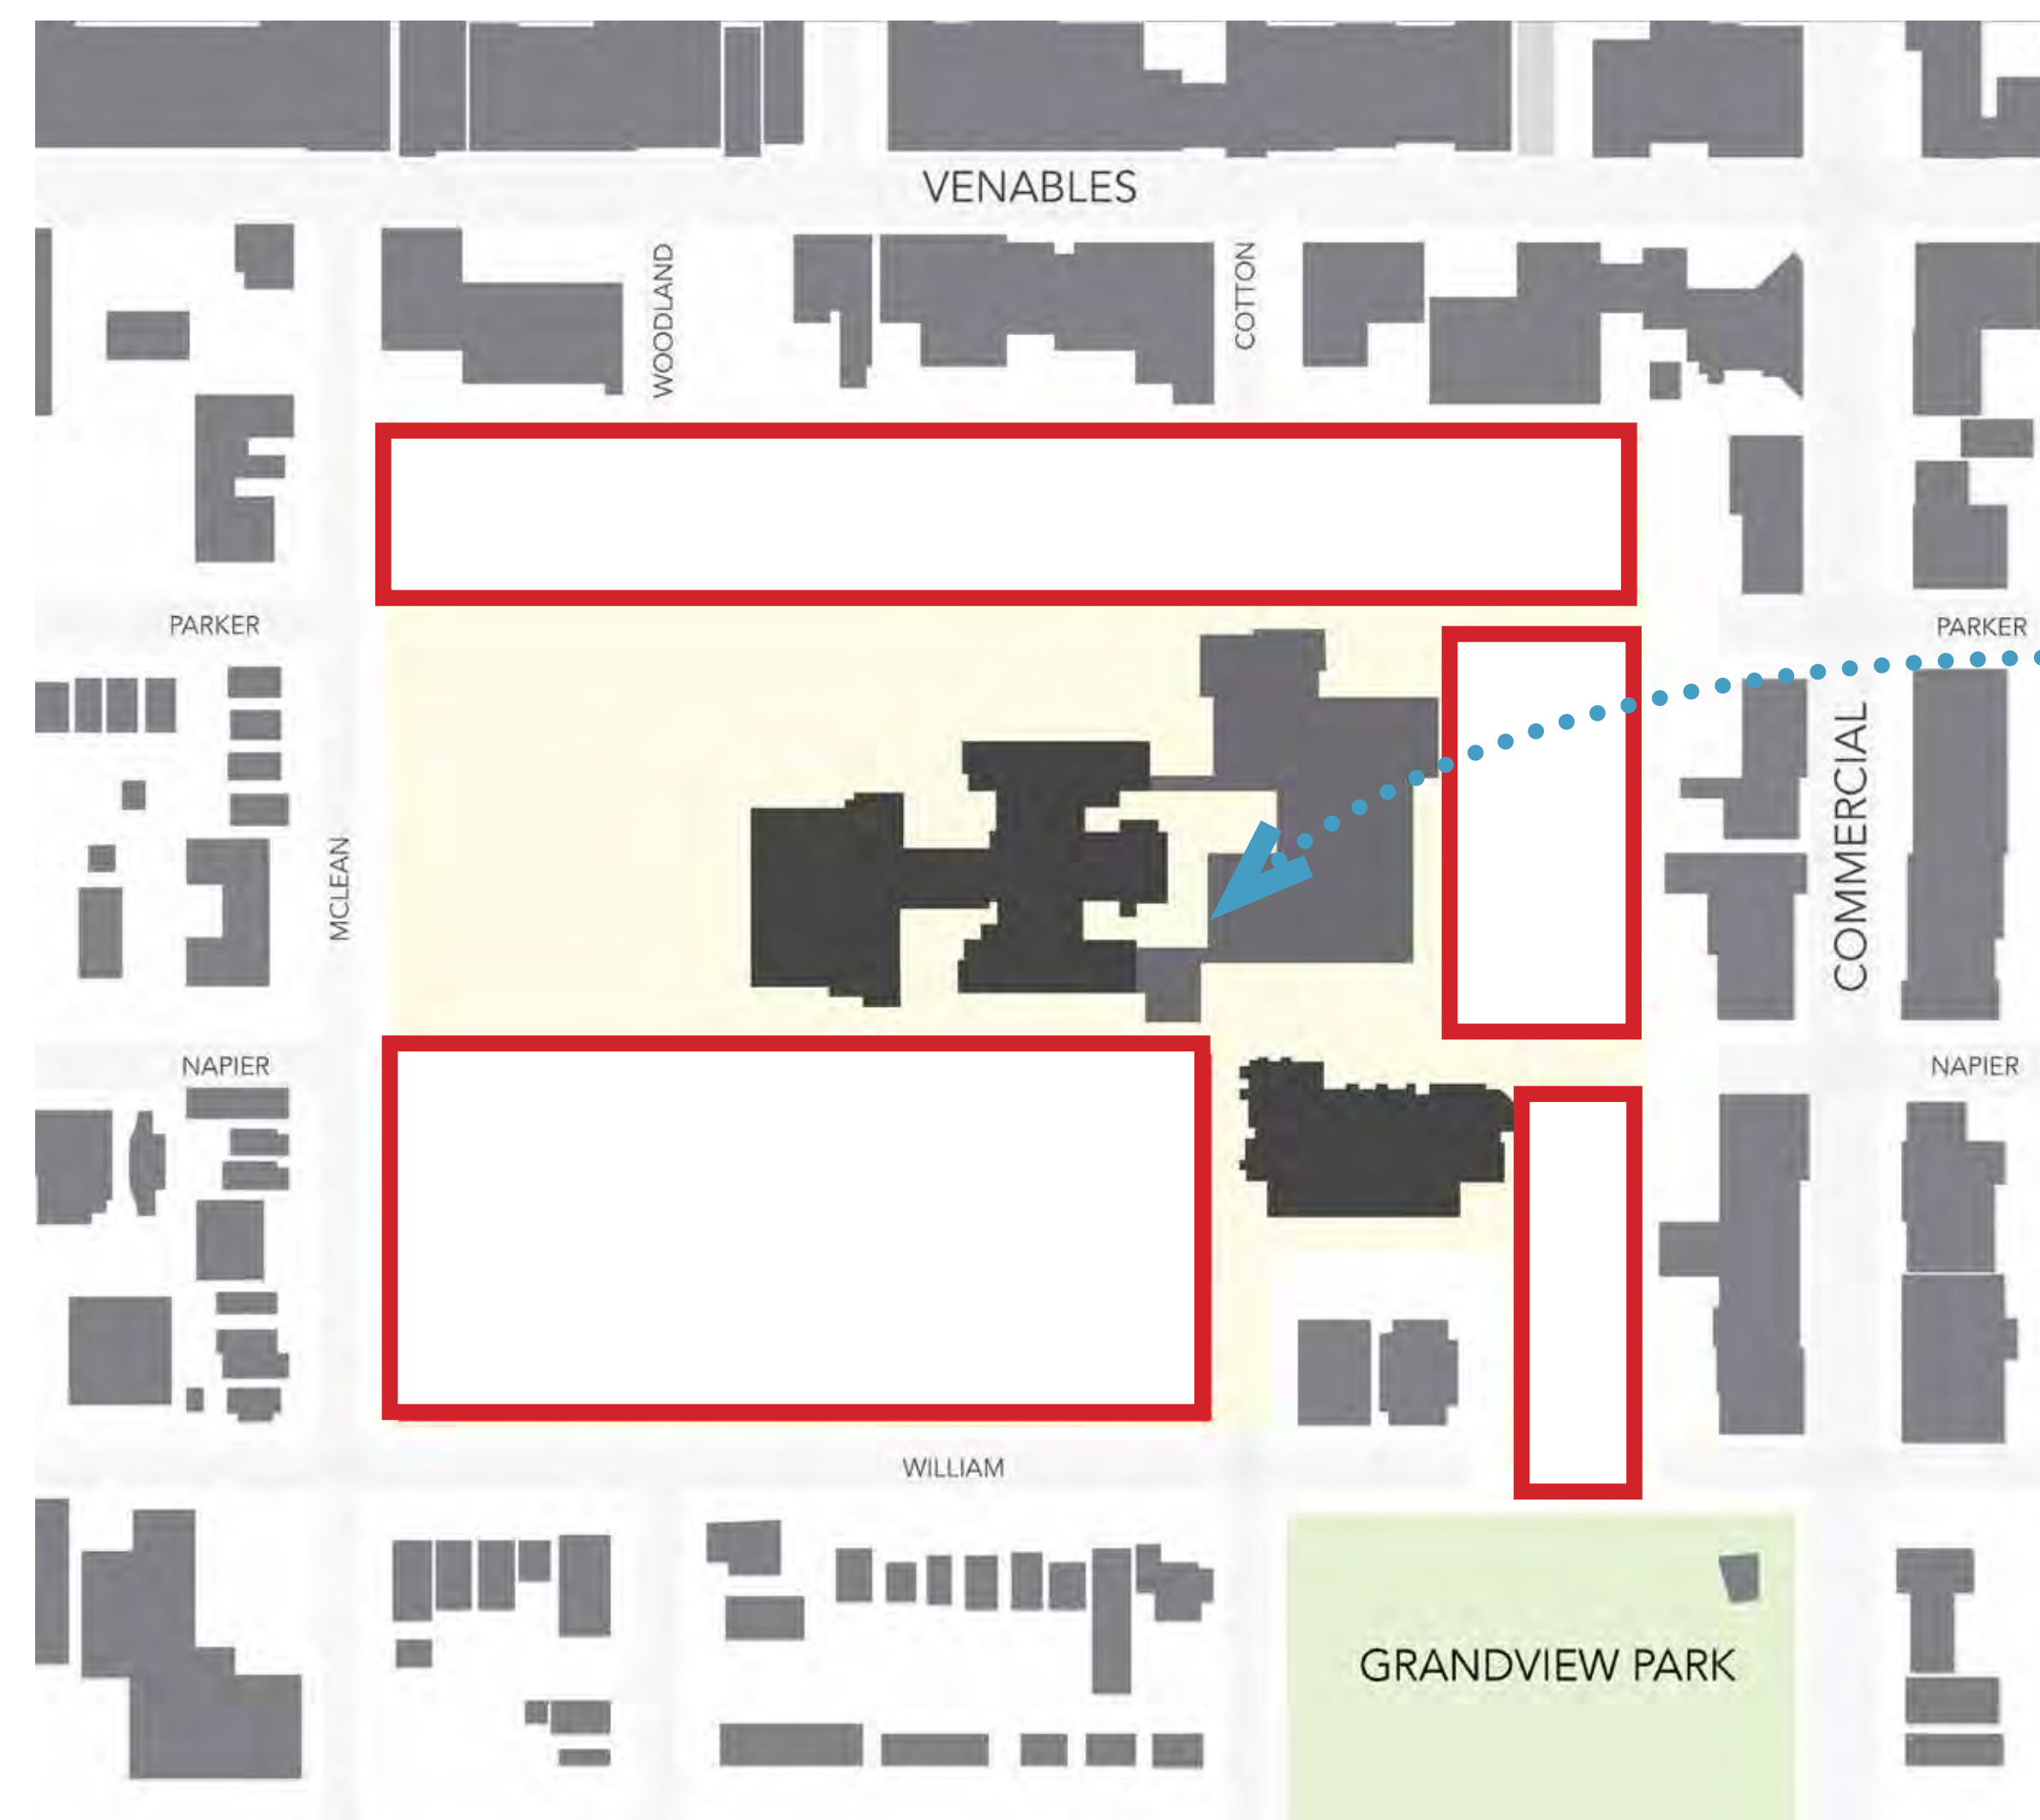 VENABLES
WOODLAND
COTTON
PARKER
PARKER
MCLEAN
COMMERCIAL
NAPIER
NAPIER
WILLIAM
GRANDVIEW PARK